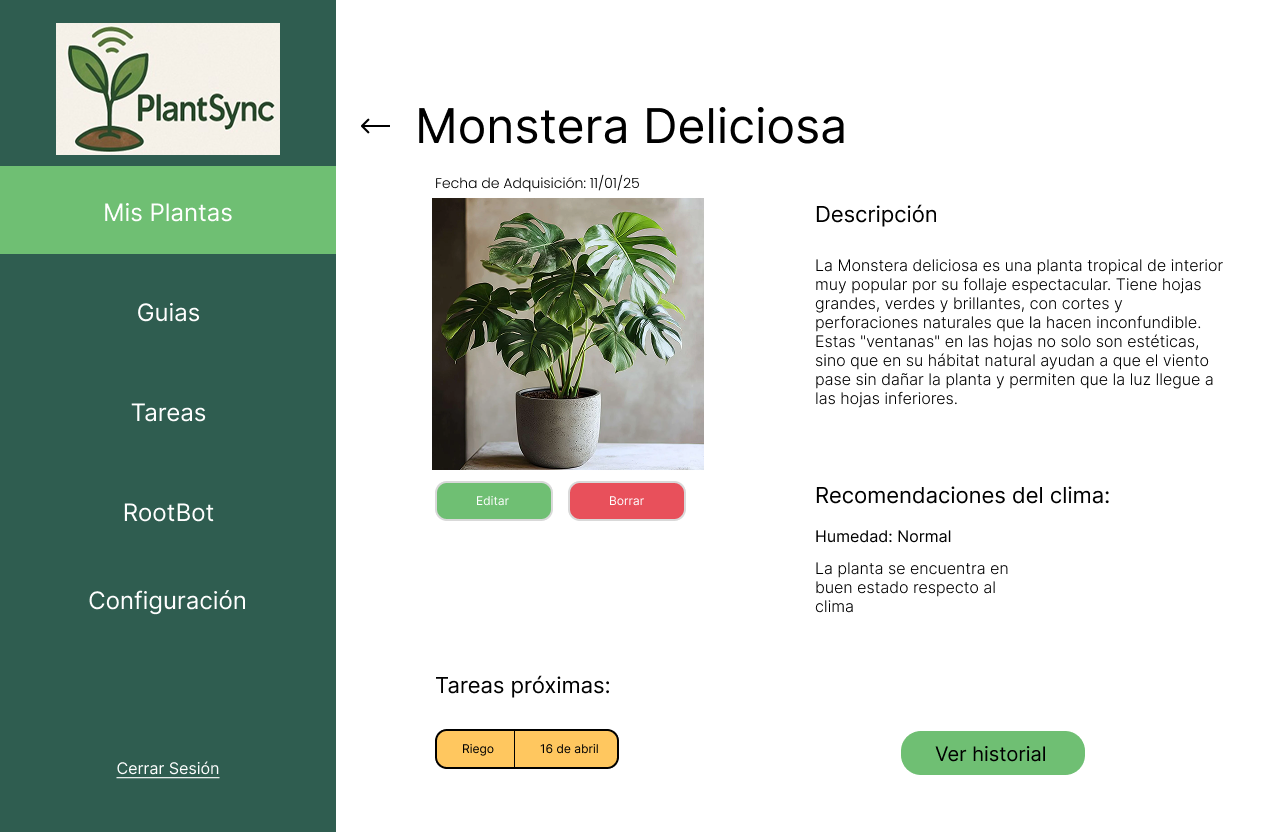 PlantSync
Mis Plantas
Guias
Tareas
RootBot
Configuración
Cerrar Sesión
Monstera Deliciosa
Fecha de Adquisición: 11/01/25
Editar
Borrar
Descripción
La Monstera deliciosa es una planta tropical de interior
muy popular por su follaje espectacular. Tiene hojas
grandes, verdes y brillantes, con cortes y
perforaciones naturales que la hacen inconfundible.
Estas "ventanas" en las hojas no solo son estéticas,
sino que en su hábitat natural ayudan a que el viento
pase sin dañar la planta y permiten que la luz llegue a
las hojas inferiores.
Recomendaciones del clima:
Humedad: Normal
La planta se encuentra en
buen estado respecto al
clima
Tareas próximas:
Riego 16 de abril
Ver historial